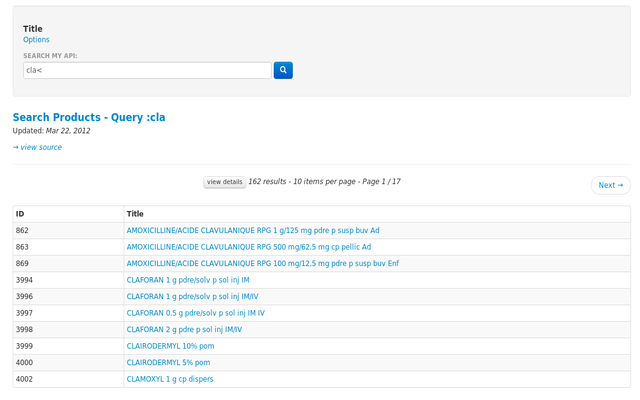 Title
Options
SEARCH MY API:
cla<
Search Products - Query :cla
Updated: Mar 22, 2012
→ view source
view details 162 results - 10 items per page - Page 1 / 17
Next →
ID Title
862 AMOXICILLINE/ACIDE CLAVULANIQUE RPG 1 g/125 mg pdre p susp buv Ad
863 AMOXICILLINE/ACIDE CLAVULANIQUE RPG 500 mg/62,5 mg cp pellic Ad
869 AMOXICILLINE/ACIDE CLAVULANIQUE RPG 100 mg/12,5 mg pdre p susp buv Enf
3994 CLAFORAN 1 g pdre/solv p sol inj IM
3996 CLAFORAN 1 g pdre/solv p sol inj IM/IV
3997 CLAFORAN 0,5 g pdre/solv p sol inj IM IV
3998 CLAFORAN 2 g pdre p sol inj IM/IV
3999 CLAIRODERMYL 10% pom
4000 CLAIRODERMYL 5% pom
4002 CLAMOXYL 1 g cp dispers